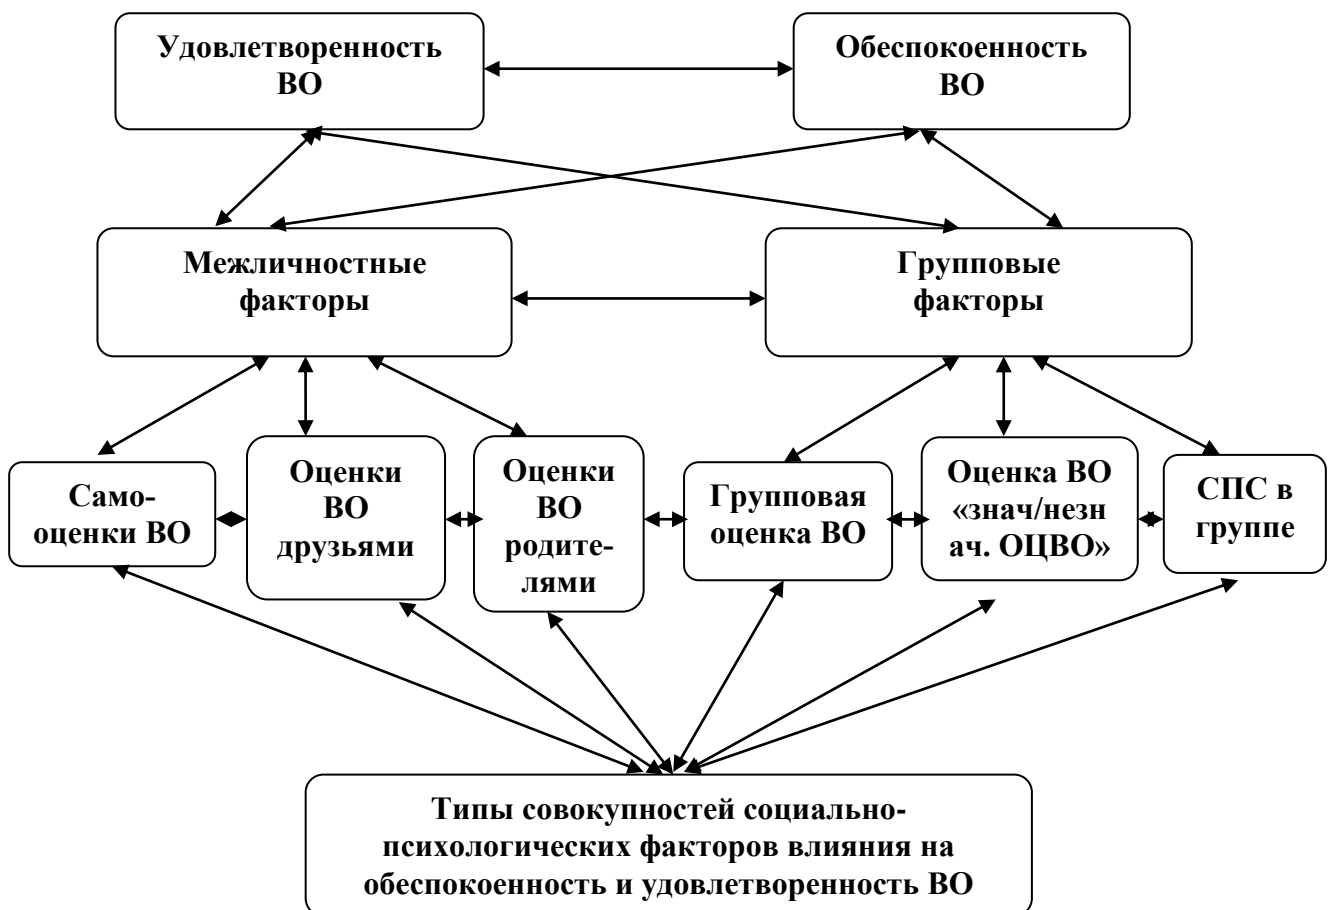 Удовлетворенность
ВО
Обеспокоенность
ВО
Межличностные
факторы
Групповые
факторы
Само-
оценки ВО
Оценки
ВО
друзьями
Оценки
ВО
родите-
лями
Групповая
оценка ВО
Оценка ВО
«знач/незн
ач. ОЦВО»
СПС в
группе
Типы совокупностей социально-
психологических факторов влияния на
обеспокоенность и удовлетворенность ВО